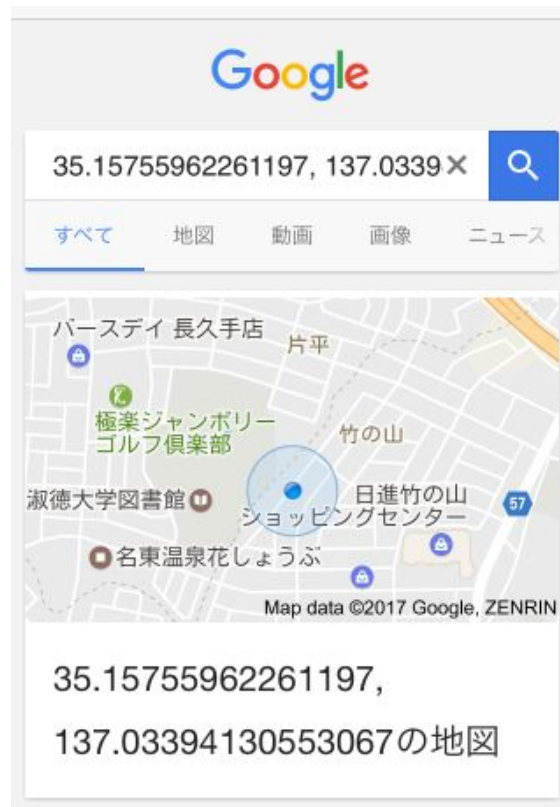 Google
35.15755962261197, 137.0339
すべて 地図 動画 画像 ニュース
バースデイ 長久手店
片平
極楽ジャンボリー
ゴルフ倶楽部
竹の山
淑徳大学図書館
日進竹の山
ショッピングセンター
57
名東温泉花しょうぶ
Map data ©2017 Google, ZENRIN
35.15755962261197,
137.03394130553067の地図